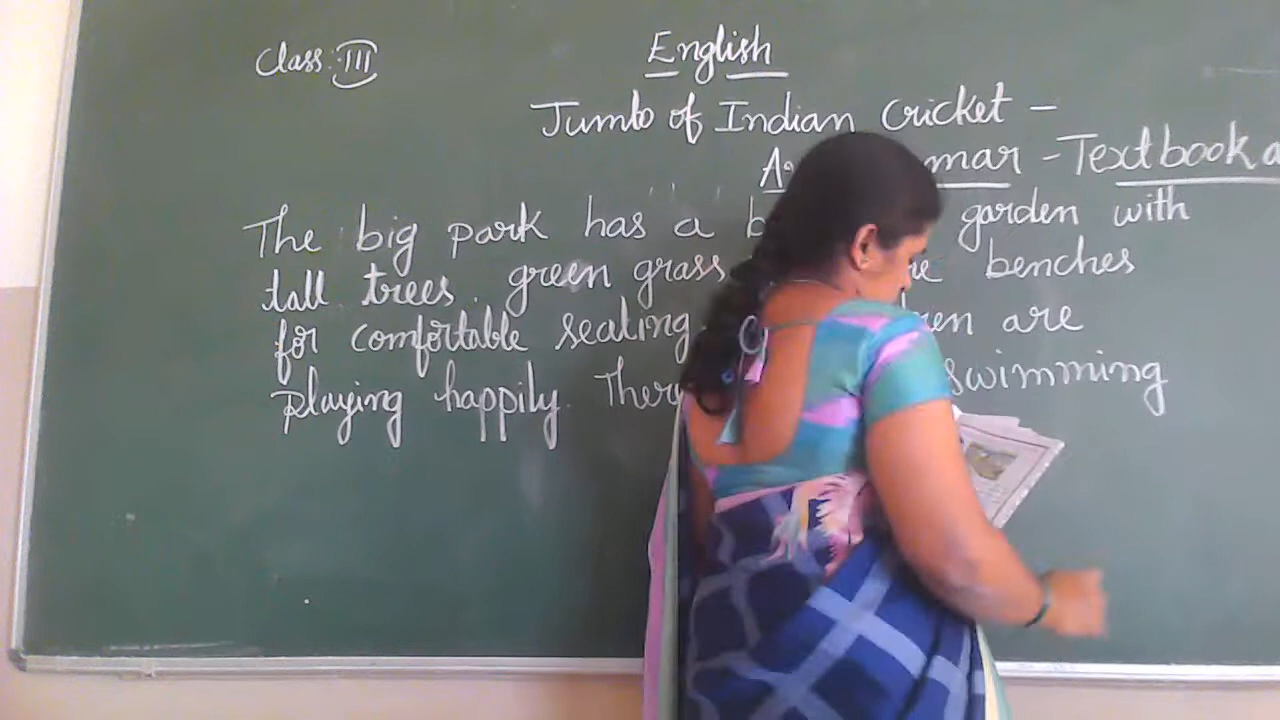 Class: III
English
Jumbo of Indian Cricket -
mar - Textbook a
The big park has a b garden with
tall trees. green grass benches
for comfortable seating. are
playing happily. There swimming